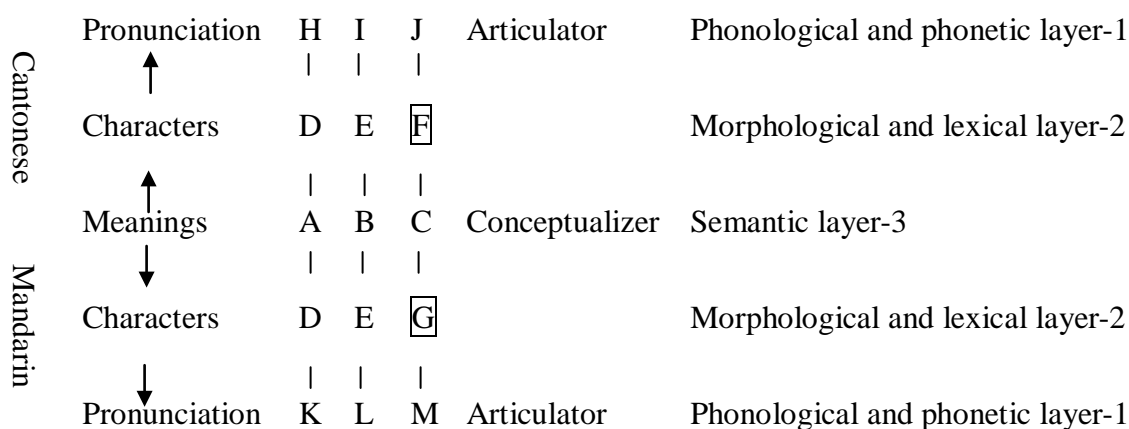 Cantonese
Mandarin
Pronunciation H I J Articulator Phonological and phonetic layer-1
Characters D E F Morphological and lexical layer-2
Meanings A B C Conceptualizer Semantic layer-3
Characters D E G Morphological and lexical layer-2
Pronunciation K L M Articulator Phonological and phonetic layer-1